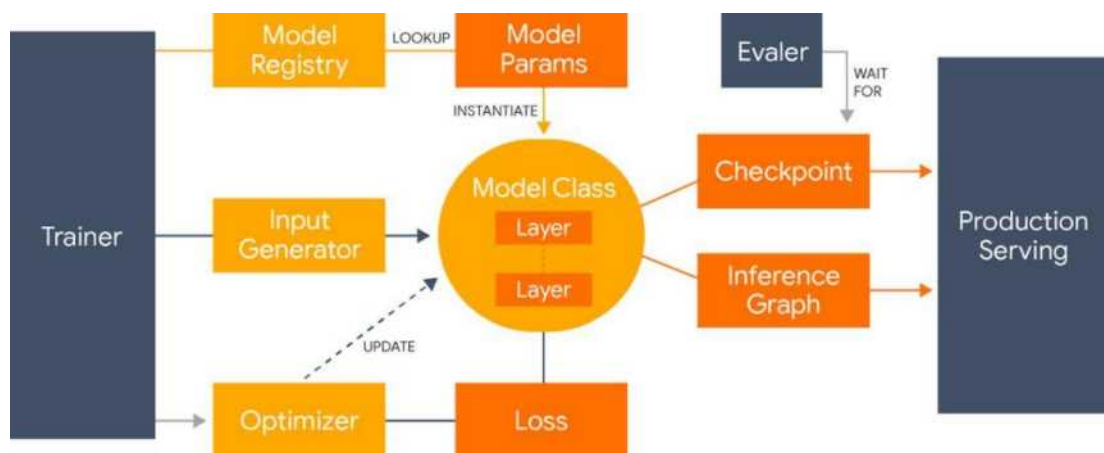 Trainer
Model
Registry
LOOKUP
Model
Params
INSTANTIATE
Evaler
WAIT
FOR
Model Class
Layer
Layer
Input
Generator
UPDATE
Optimizer
Loss
Checkpoint
Inference
Graph
Production
Serving